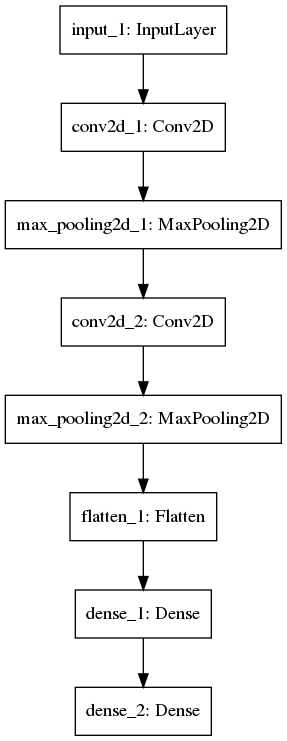 input_1: InputLayer
conv2d_1: Conv2D
max_pooling2d_1: MaxPooling2D
conv2d_2: Conv2D
max_pooling2d_2: MaxPooling2D
flatten_1: Flatten
dense_1: Dense
dense_2: Dense